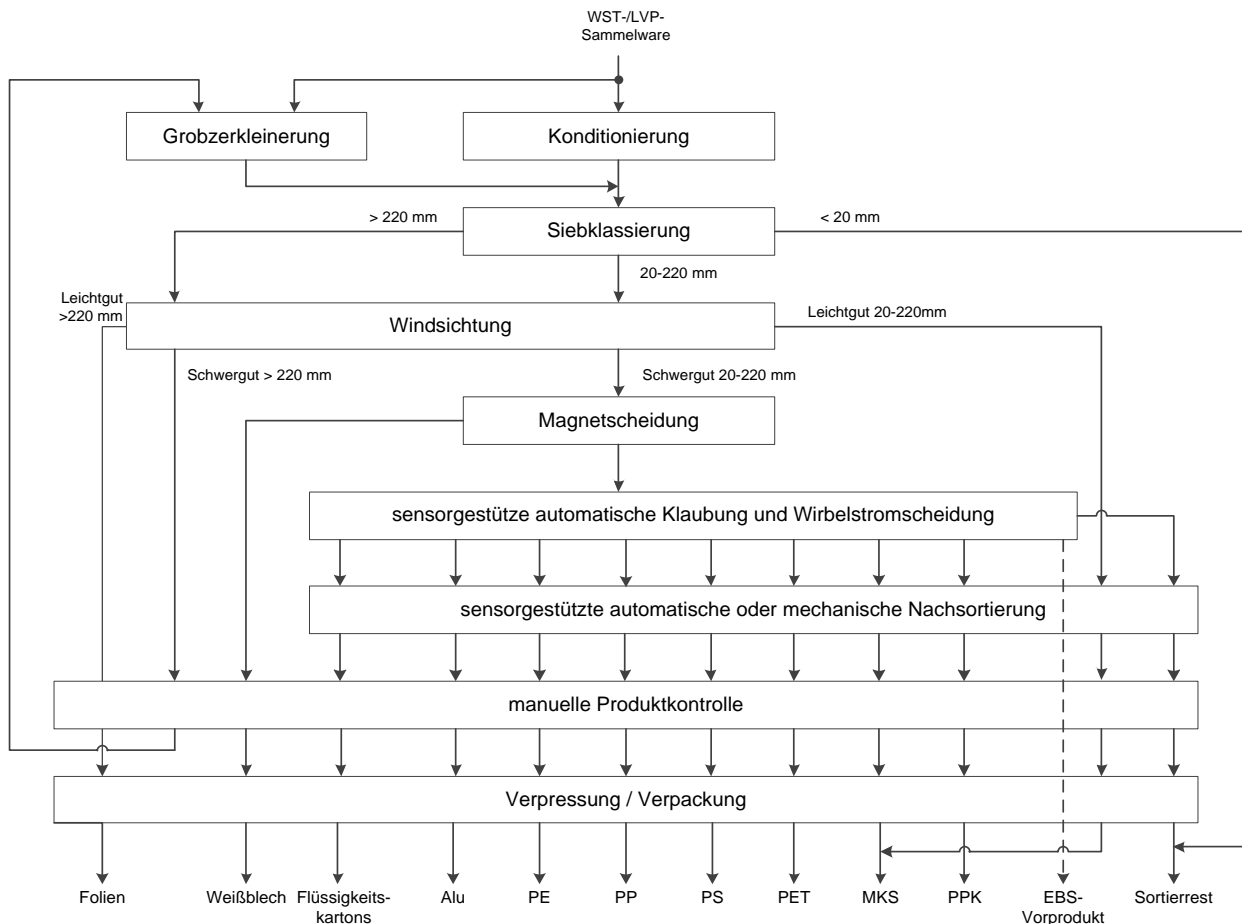 WST-/LVP-
Sammelware
Grobzerkleinerung
Konditionierung
> 220 mm
Siebklassierung
< 20 mm
20-220 mm
Leichtgut
>220 mm
Windsichtung
Leichtgut 20-220mm
Schwergut > 220 mm
Schwergut 20-220 mm
Magnetscheidung
sensorgestütze automatische Klaubung und Wirbelstromscheidung
sensorgestützte automatische oder mechanische Nachsortierung
manuelle Produktkontrolle
Verpressung / Verpackung
Folien
Weißblech
Flüssigkeits-
kartons
Alu
PE
PP
PS
PET
MKS
PPK
EBS-
Vorprodukt
Sortierrest